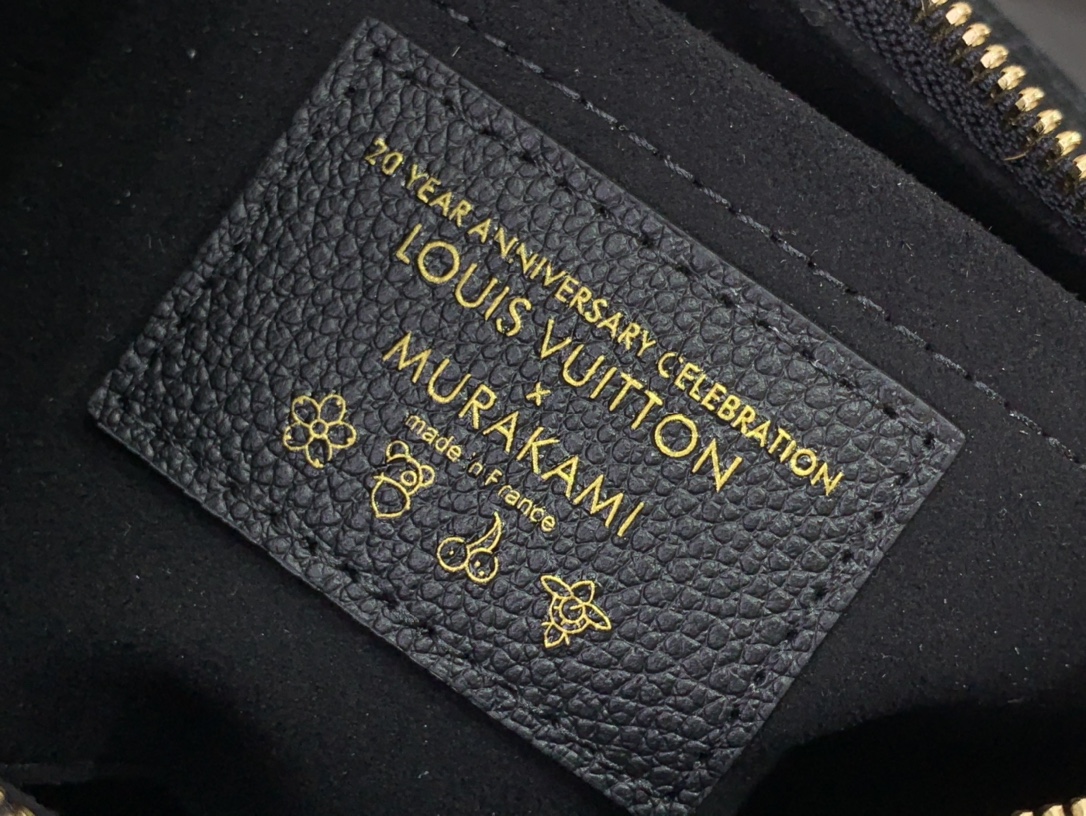 20 YEAR ANNIVERSARY CELEBRATION
LOUIS VUITTON
x
MURAKAMI
made in France